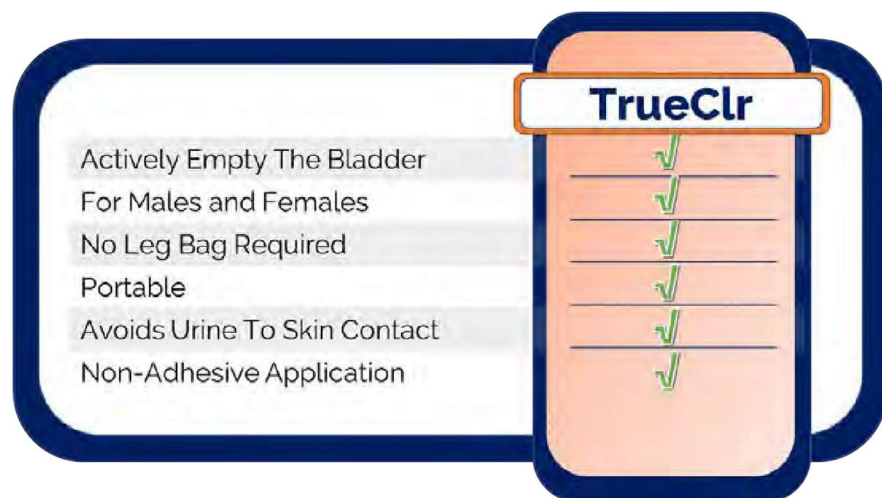 TrueClr
Actively Empty The Bladder √
For Males and Females √
No Leg Bag Required √
Portable √
Avoids Urine To Skin Contact √
Non-Adhesive Application √